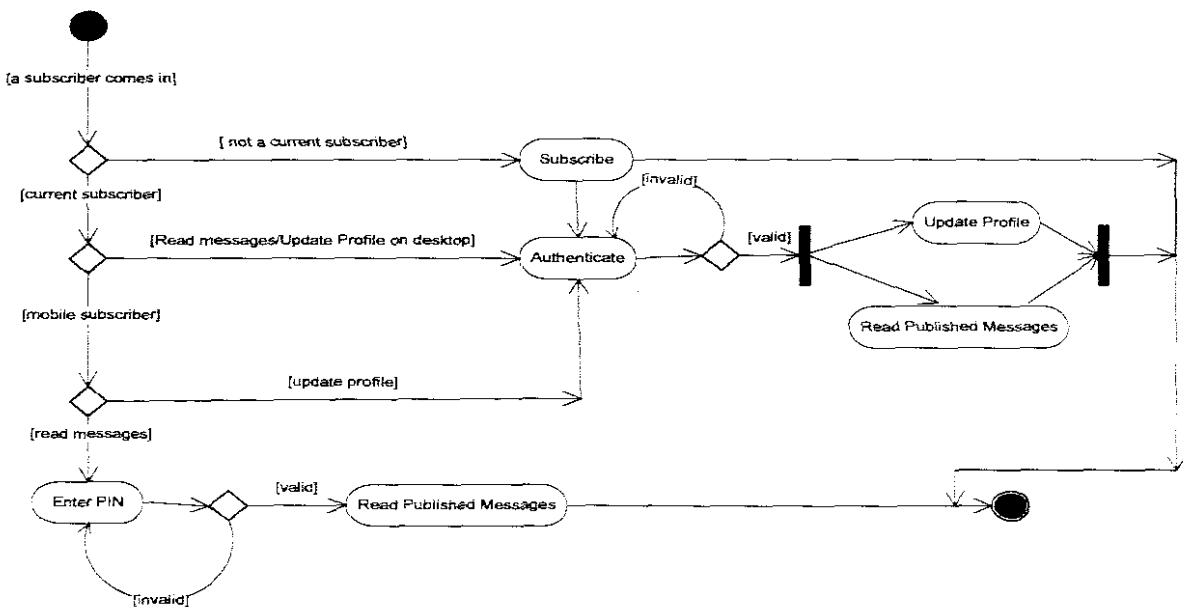 [a subscriber comes in]
[ not a current subscriber]
Subscribe
[current subscriber]
[invalid]
[Read messages/Update Profile on desktop]
Authenticate
[valid]
Update Profile
Read Published Messages
[mobile subscriber]
[update profile]
[read messages]
Enter PIN
[valid]
Read Published Messages
[invalid]